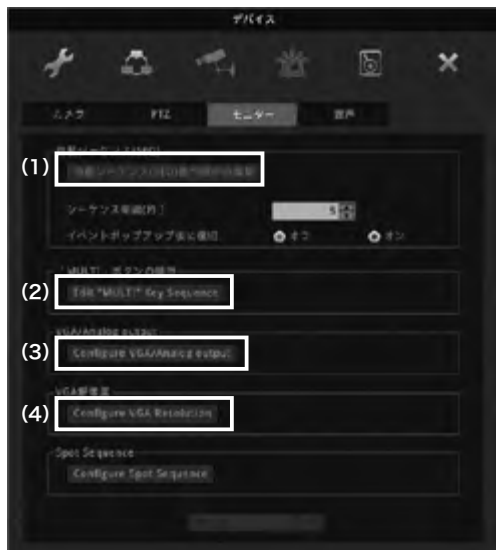 デバイス
カメラ PTZ モニター 音声
(1)
シーケンス間隔(秒) 5
イベントポップアップ後に復旧 オフ オン
(2) Edit "MULTI" Key Sequence
VGA/Analog output
(3) Configure VGA/Analog output
VGA解像度
(4) Configure VGA Resolution
Spot Sequence
Configure Spot Sequence